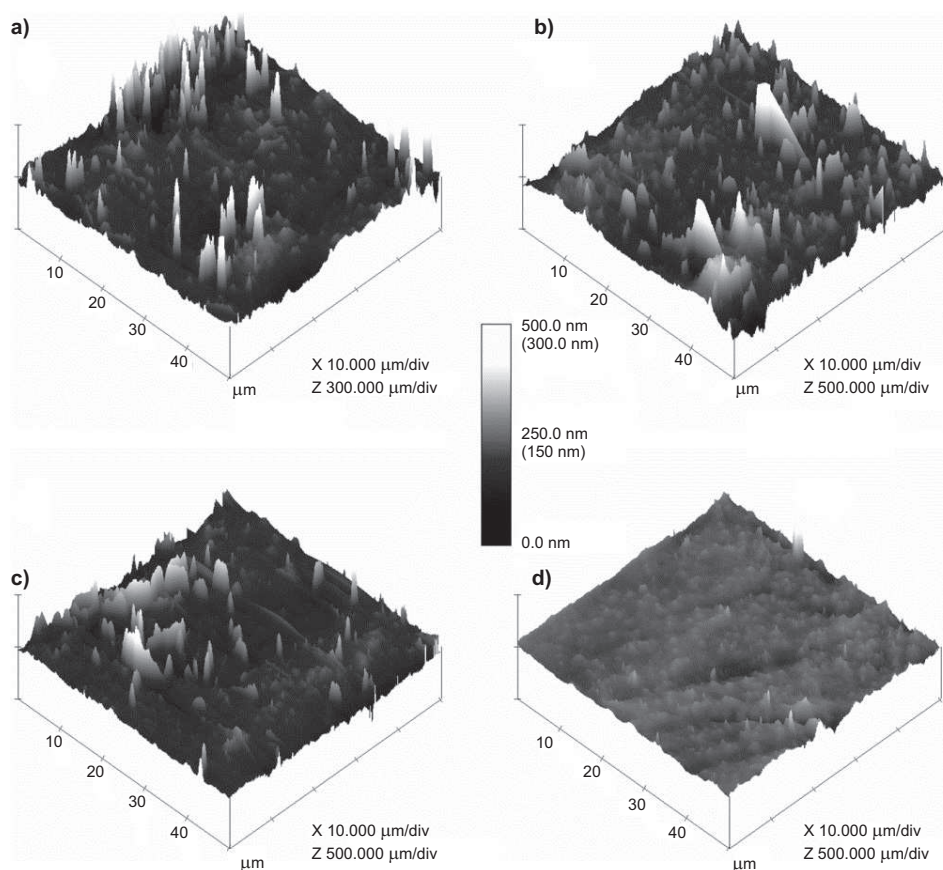 a)
10
20
30
40
µm
X 10.000 µm/div
Z 300.000 µm/div
b)
10
20
30
40
µm
X 10.000 µm/div
Z 500.000 µm/div
500.0 nm
(300.0 nm)
250.0 nm
(150 nm)
0.0 nm
c)
10
20
30
40
µm
X 10.000 µm/div
Z 500.000 µm/div
d)
10
20
30
40
µm
X 10.000 µm/div
Z 500.000 µm/div